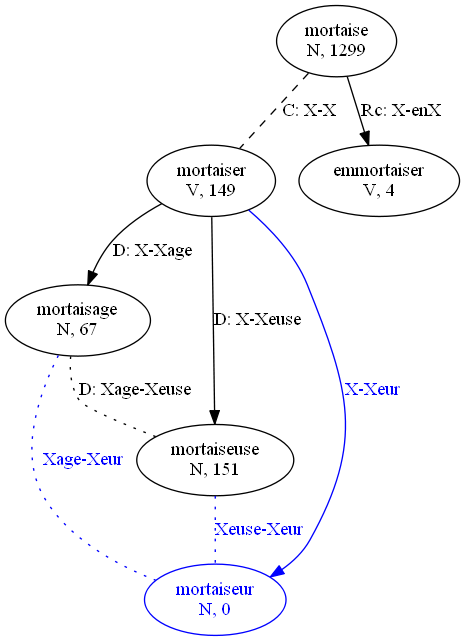 mortaise
N, 1299
C: X-X
Rc: X-enX
mortaiser
V, 149
emmortaiser
V, 4
D: X-Xage
mortaisage
N, 67
D: X-Xeuse
D: Xage-Xeuse
X-Xeur
mortaiseuse
N, 151
Xage-Xeur
Xeuse-Xeur
mortaiseur
N, 0